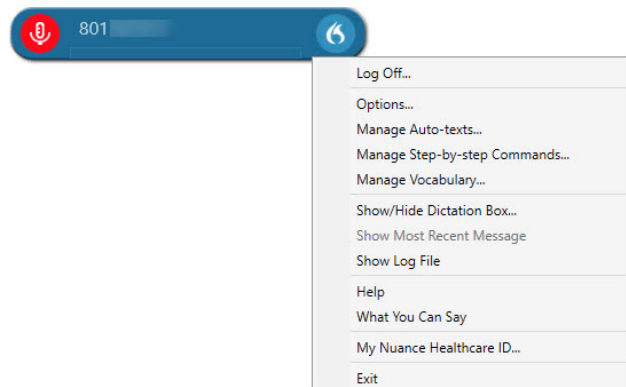 801
Log Off...
Options...
Manage Auto-texts...
Manage Step-by-step Commands...
Manage Vocabulary...
Show/Hide Dictation Box...
Show Most Recent Message
Show Log File
Help
What You Can Say
My Nuance Healthcare ID...
Exit